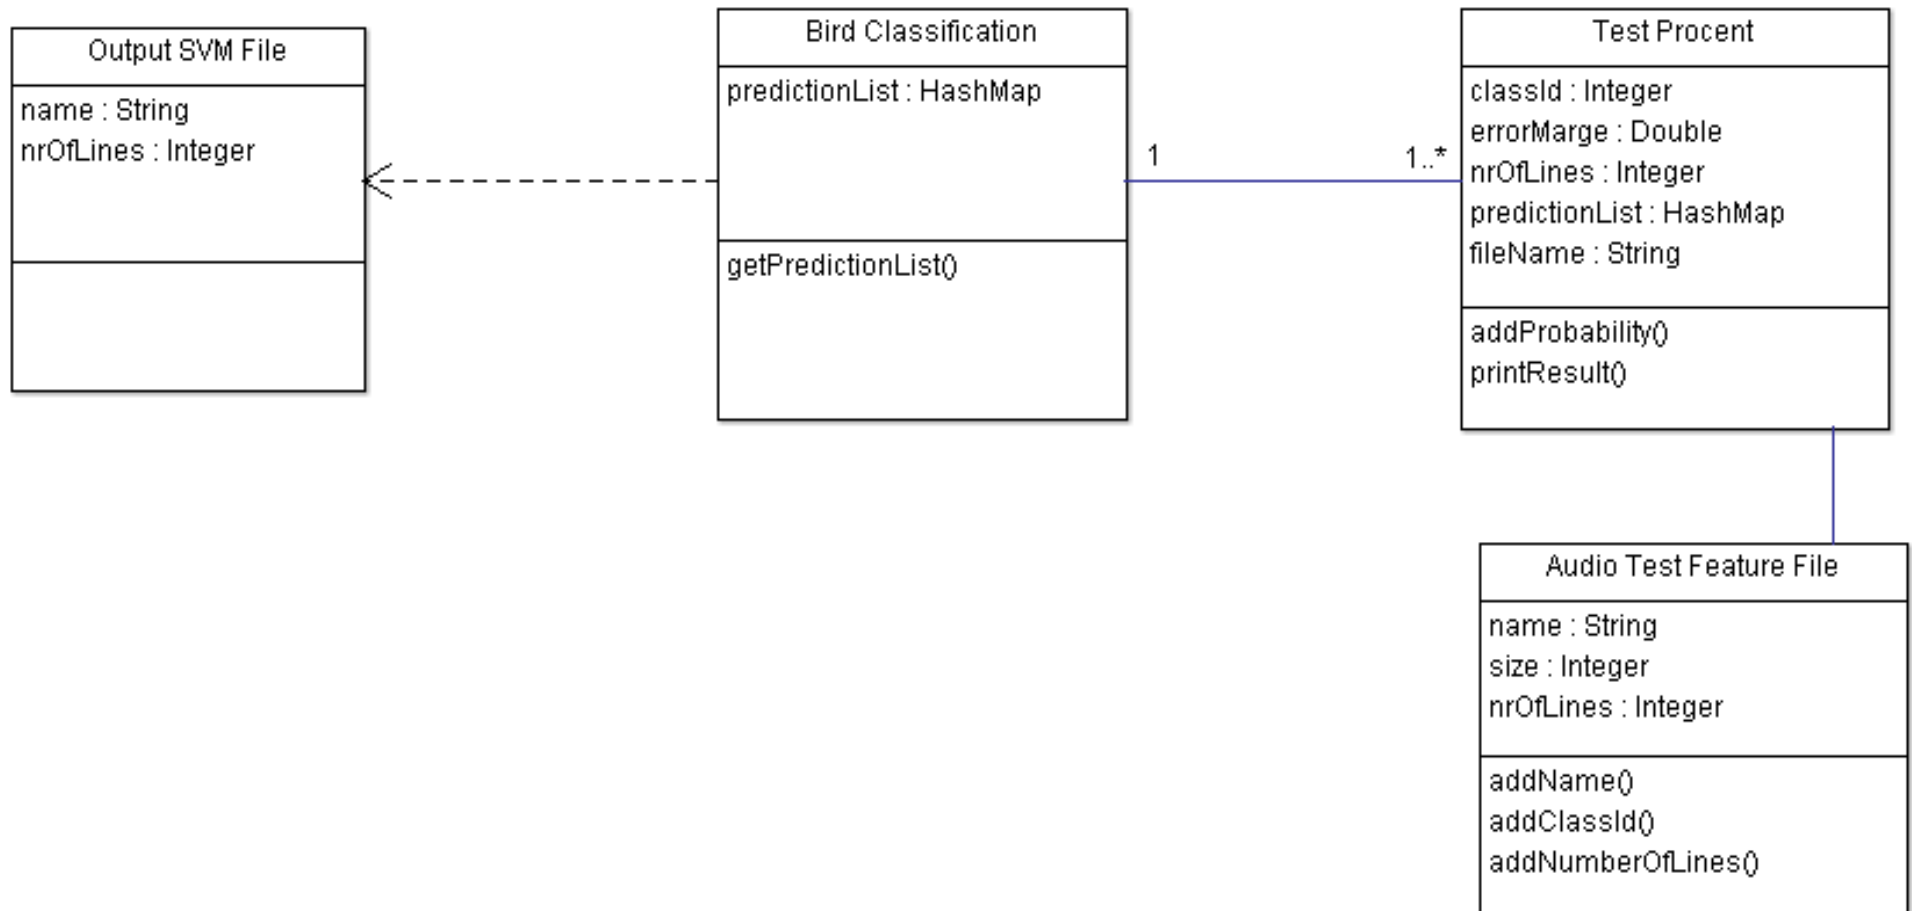 Output SVM File
name : String
nrOfLines : Integer
Bird Classification
predictionList : HashMap
getPredictionList()
1
1..*
Test Procent
classId : Integer
errorMarge : Double
nrOfLines : Integer
predictionList : HashMap
fileName : String
addProbability()
printResult()
Audio Test Feature File
name : String
size : Integer
nrOfLines : Integer
addName()
addClassId()
addNumberOfLines()